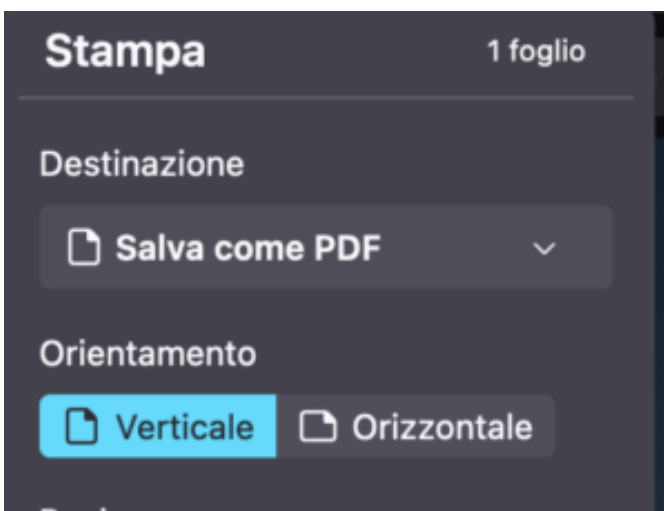 Stampa 1 foglio
Destinazione
Salva come PDF
Orientamento
Verticale Orizzontale